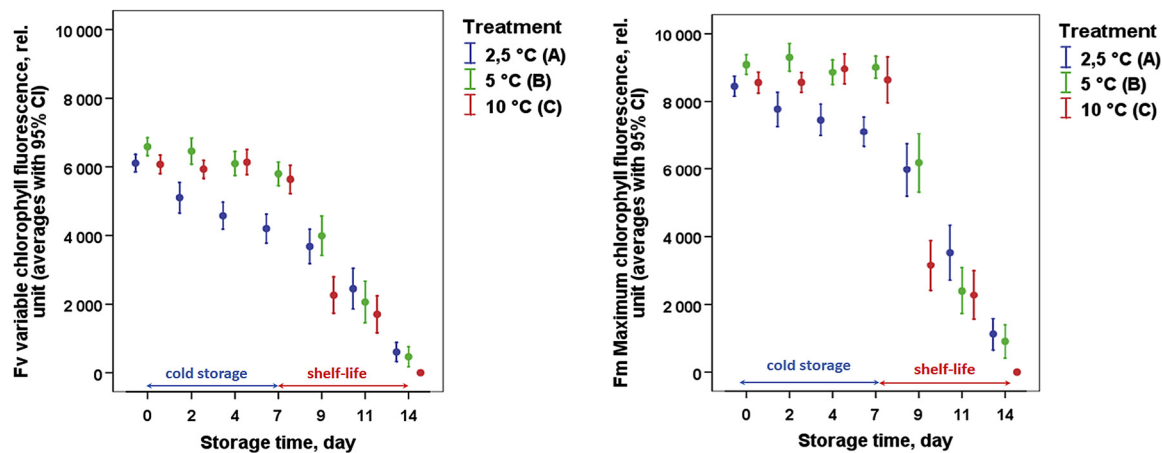 Fv variable chlorophyll fluorescence, rel.
unit (averages with 95% CI)
10 000
8 000
6 000
4 000
2 000
0
cold storage
shelf-life
0 2 4 7 9 11 14
Storage time, day
Treatment
2,5 °C (A)
5 °C (B)
10 °C (C)
Fm Maximum chlorophyll fluorescence, rel.
unit (averages with 95% CI)
10 000
8 000
6 000
4 000
2 000
0
cold storage
shelf-life
0 2 4 7 9 11 14
Storage time, day
Treatment
2,5 °C (A)
5 °C (B)
10 °C (C)